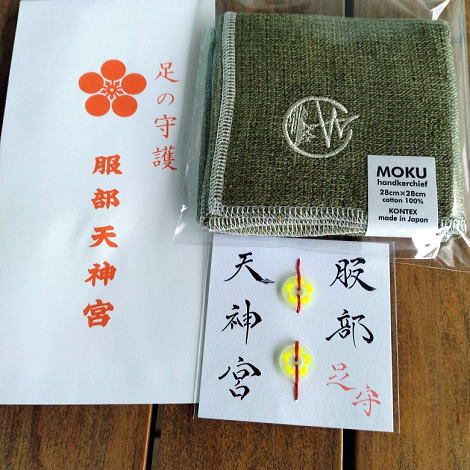 足の守護
服部天神宮
MOKU
handkerchief
28cm×28cm
cotton 100%
KONTEX
made in Japan
服部
天神宮
足守